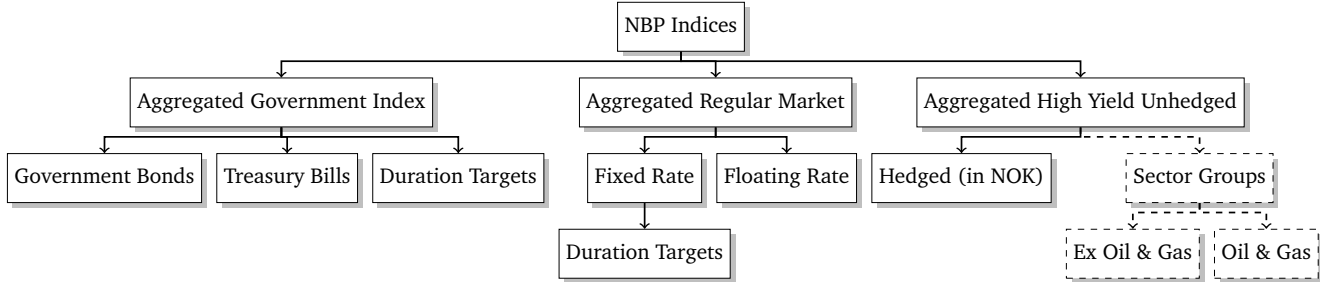 NBP Indices
Aggregated Government Index
Aggregated Regular Market
Aggregated High Yield Unhedged
Government Bonds
Treasury Bills
Duration Targets
Fixed Rate
Floating Rate
Hedged (in NOK)
Sector Groups
Duration Targets
Ex Oil & Gas
Oil & Gas